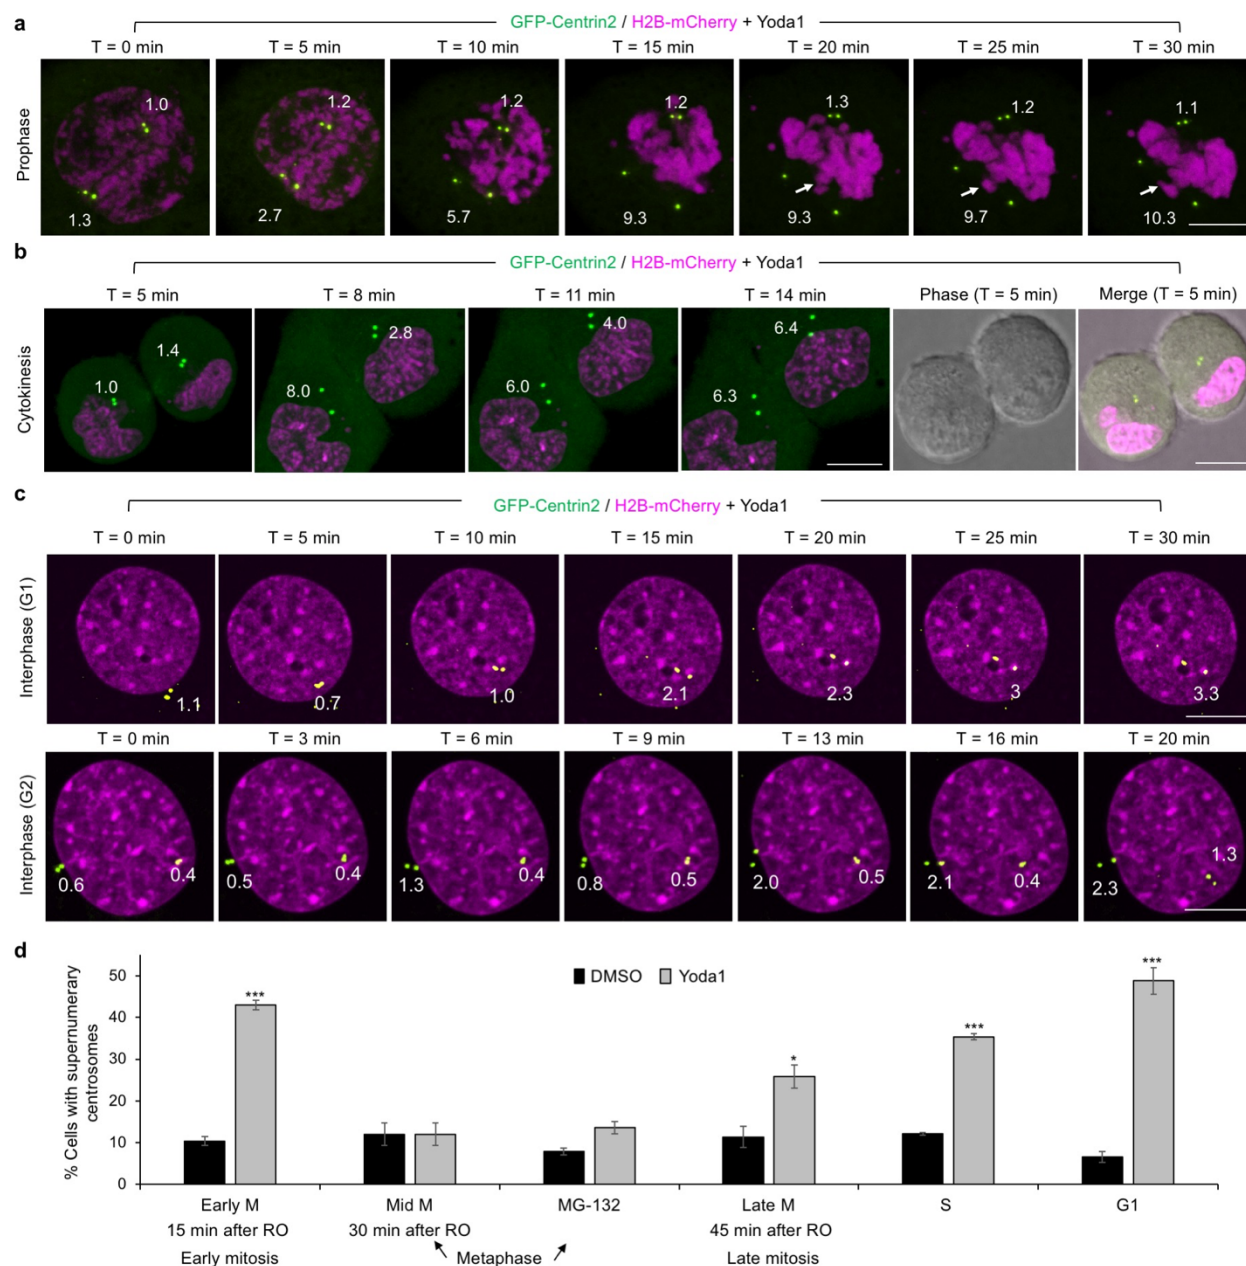 a
GFP-Centrin2 / H2B-mCherry + Yoda1
T = 0 min T = 5 min T = 10 min T = 15 min T = 20 min T = 25 min T = 30 min
Prophase
1.0 1.2 1.2 1.2 1.3 1.2 1.1
1.3 2.7 5.7 9.3 9.3 9.7 10.3
b
GFP-Centrin2 / H2B-mCherry + Yoda1
T = 5 min T = 8 min T = 11 min T = 14 min Phase (T = 5 min) Merge (T = 5 min)
Cytokinesis
1.4 2.8 4.0 6.4
1.0 8.0 6.0 6.3
c
GFP-Centrin2 / H2B-mCherry + Yoda1
T = 0 min T = 5 min T = 10 min T = 15 min T = 20 min T = 25 min T = 30 min
Interphase (G1)
1.1 0.7 1.0 2.1 2.3 3 3.3
T = 0 min T = 3 min T = 6 min T = 9 min T = 13 min T = 16 min T = 20 min
Interphase (G2)
0.6 0.4 0.5 0.4 1.3 0.4 0.8 0.5 2.0 0.5 2.1 0.4 2.3 1.3
d
% Cells with supernumerary
centrosomes
50
40
30
20
10
0
DMSO Yoda1
*** * *** ***
Early M Mid M MG-132 Late M S G1
15 min after RO 30 min after RO 45 min after RO
Early mitosis Metaphase Late mitosis